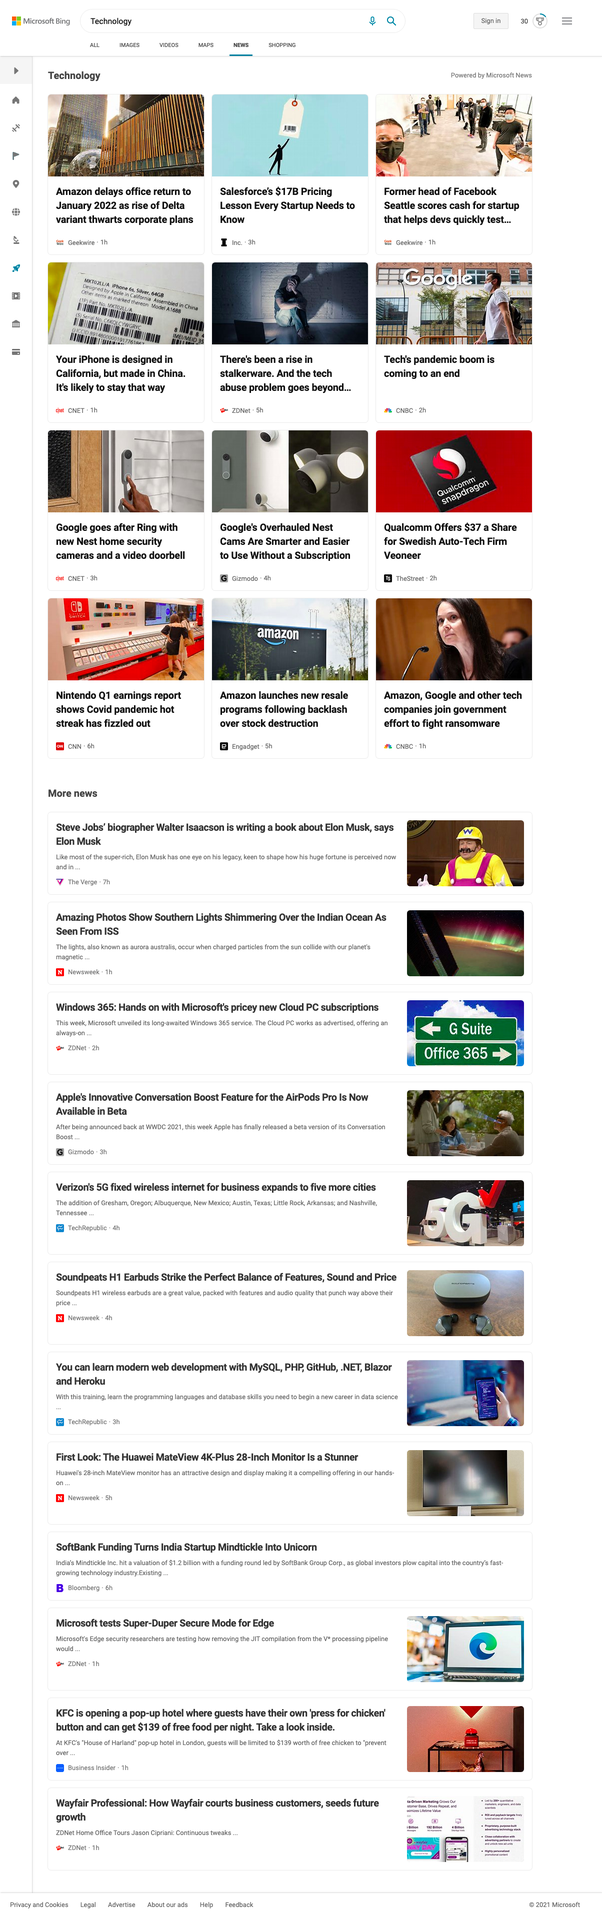 Microsoft Bing
Technology
Sign in
30
ALL
IMAGES
VIDEOS
MAPS
NEWS
SHOPPING
Technology
Powered by Microsoft News
Amazon delays office return to
January 2022 as rise of Delta
variant thwarts corporate plans
Geekwire · 1h
Salesforce's $17B Pricing
Lesson Every Startup Needs to
Know
Inc. · 3h
Former head of Facebook
Seattle scores cash for startup
that helps devs quickly test...
Geekwire · 1h
Google
Your iPhone is designed in
California, but made in China.
It's likely to stay that way
CNET · 1h
There's been a rise in
stalkerware. And the tech
abuse problem goes beyond...
ZDNet · 5h
Tech's pandemic boom is
coming to an end
CNBC · 2h
Qualcomm
snapdragon
Google goes after Ring with
new Nest home security
cameras and a video doorbell
CNET · 3h
Google's Overhauled Nest
Cams Are Smarter and Easier
to Use Without a Subscription
Gizmodo · 4h
Qualcomm Offers $37 a Share
for Swedish Auto-Tech Firm
Veoneer
TheStreet · 2h
amazon
Nintendo Q1 earnings report
shows Covid pandemic hot
streak has fizzled out
CNN · 6h
Amazon launches new resale
programs following backlash
over stock destruction
Engadget · 5h
Amazon, Google and other tech
companies join government
effort to fight ransomware
CNBC · 1h
More news
Steve Jobs' biographer Walter Isaacson is writing a book about Elon Musk, says
Elon Musk
Like most of the super-rich, Elon Musk has one eye on his legacy, keen to shape how his huge fortune is perceived now
and in ...
The Verge · 7h
Amazing Photos Show Southern Lights Shimmering Over the Indian Ocean As
Seen From ISS
The lights, also known as aurora australis, occur when charged particles from the sun collide with our planet's
magnetic ...
Newsweek · 1h
Windows 365: Hands on with Microsoft's pricey new Cloud PC subscriptions
This week, Microsoft unveiled its long-awaited Windows 365 service. The Cloud PC works as advertised, offering an
always-on ...
ZDNet · 2h
G Suite
Office 365
Apple's Innovative Conversation Boost Feature for the AirPods Pro Is Now
Available in Beta
After being announced back at WWDC 2021, this week Apple has finally released a beta version of its Conversation
Boost ...
Gizmodo · 3h
Verizon's 5G fixed wireless internet for business expands to five more cities
The addition of Gresham, Oregon; Albuquerque, New Mexico; Austin, Texas; Little Rock, Arkansas; and Nashville,
Tennessee ...
TechRepublic · 4h
5G
Soundpeats H1 Earbuds Strike the Perfect Balance of Features, Sound and Price
Soundpeats H1 wireless earbuds are a great value, packed with features and audio quality that punch way above their
price ...
Newsweek · 4h
You can learn modern web development with MySQL, PHP, GitHub, .NET, Blazor
and Heroku
With this training, learn the programming languages and database skills you need to begin a new career in data science
...
TechRepublic · 3h
First Look: The Huawei MateView 4K-Plus 28-Inch Monitor Is a Stunner
Huawei's 28-inch MateView monitor has an attractive design and display making it a compelling offering in our hands-
on ...
Newsweek · 5h
SoftBank Funding Turns India Startup Mindtickle Into Unicorn
India's Mindtickle Inc. hit a valuation of $1.2 billion with a funding round led by SoftBank Group Corp., as global investors plow capital into the country's fast-
growing technology industry.Existing ...
Bloomberg · 6h
Microsoft tests Super-Duper Secure Mode for Edge
Microsoft's Edge security researchers are testing how removing the JIT compilation from the V* processing pipeline
would ...
ZDNet · 1h
KFC is opening a pop-up hotel where guests have their own 'press for chicken'
button and can get $139 of free food per night. Take a look inside.
At KFC's "House of Harland" pop-up hotel in London, guests will be limited to $139 worth of free chicken to "prevent
over ...
Business Insider · 1h
Wayfair Professional: How Wayfair courts business customers, seeds future
growth
ZDNet Home Office Tours Jason Cipriani: Continuous tweaks ...
ZDNet · 1h
Privacy and Cookies
Legal
Advertise
About our ads
Help
Feedback
© 2021 Microsoft